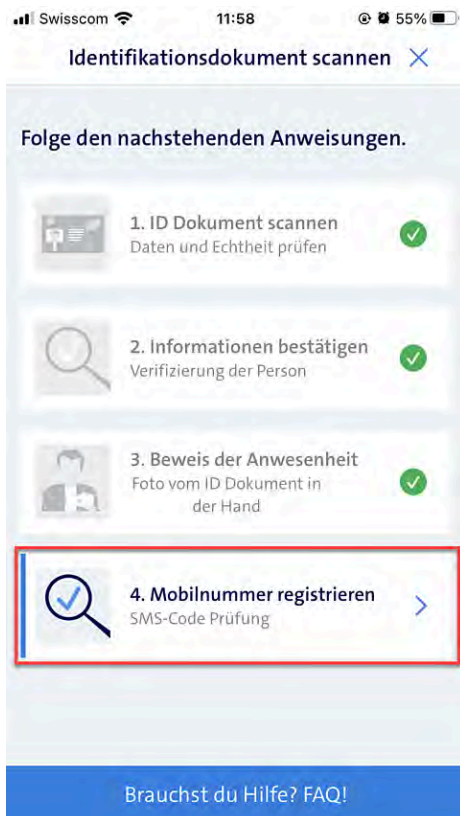 Swisscom 11:58 55%
Identifikationsdokument scannen
Folge den nachstehenden Anweisungen.
1. ID Dokument scannen
Daten und Echtheit prüfen
2. Informationen bestätigen
Verifizierung der Person
3. Beweis der Anwesenheit
Foto vom ID Dokument in
der Hand
4. Mobilnummer registrieren
SMS-Code Prüfung
Brauchst du Hilfe? FAQ!